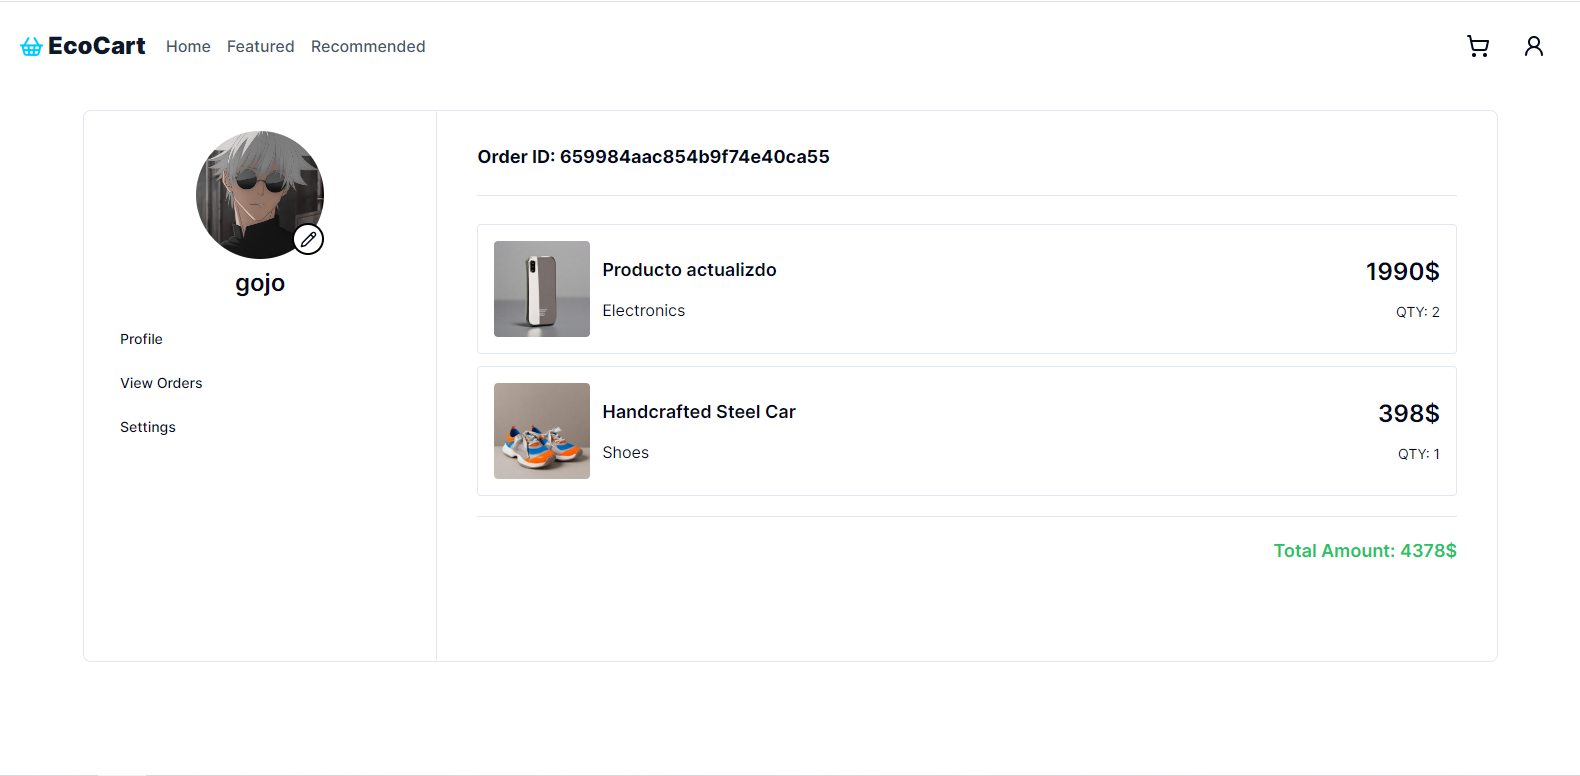 EcoCart Home Featured Recommended
gojo
Profile
View Orders
Settings
Order ID: 659984aac854b9f74e40ca55
Producto actualizdo
Electronics
1990$
QTY: 2
Handcrafted Steel Car
Shoes
398$
QTY: 1
Total Amount: 4378$